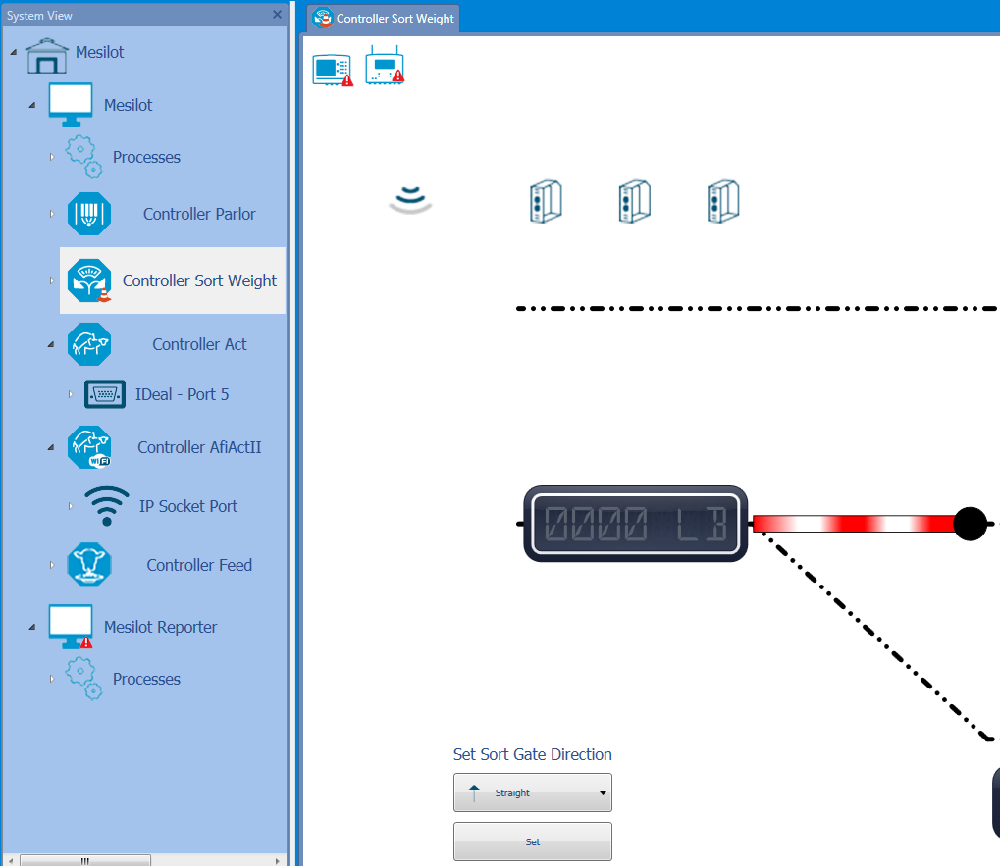 System View
Mesilot
Mesilot
Processes
Controller Parlor
Controller Sort Weight
Controller Act
IDeal - Port 5
Controller AfiActII
WiFi
IP Socket Port
Controller Feed
Mesilot Reporter
Processes
Controller Sort Weight
0000 LB
Set Sort Gate Direction
Straight
Set